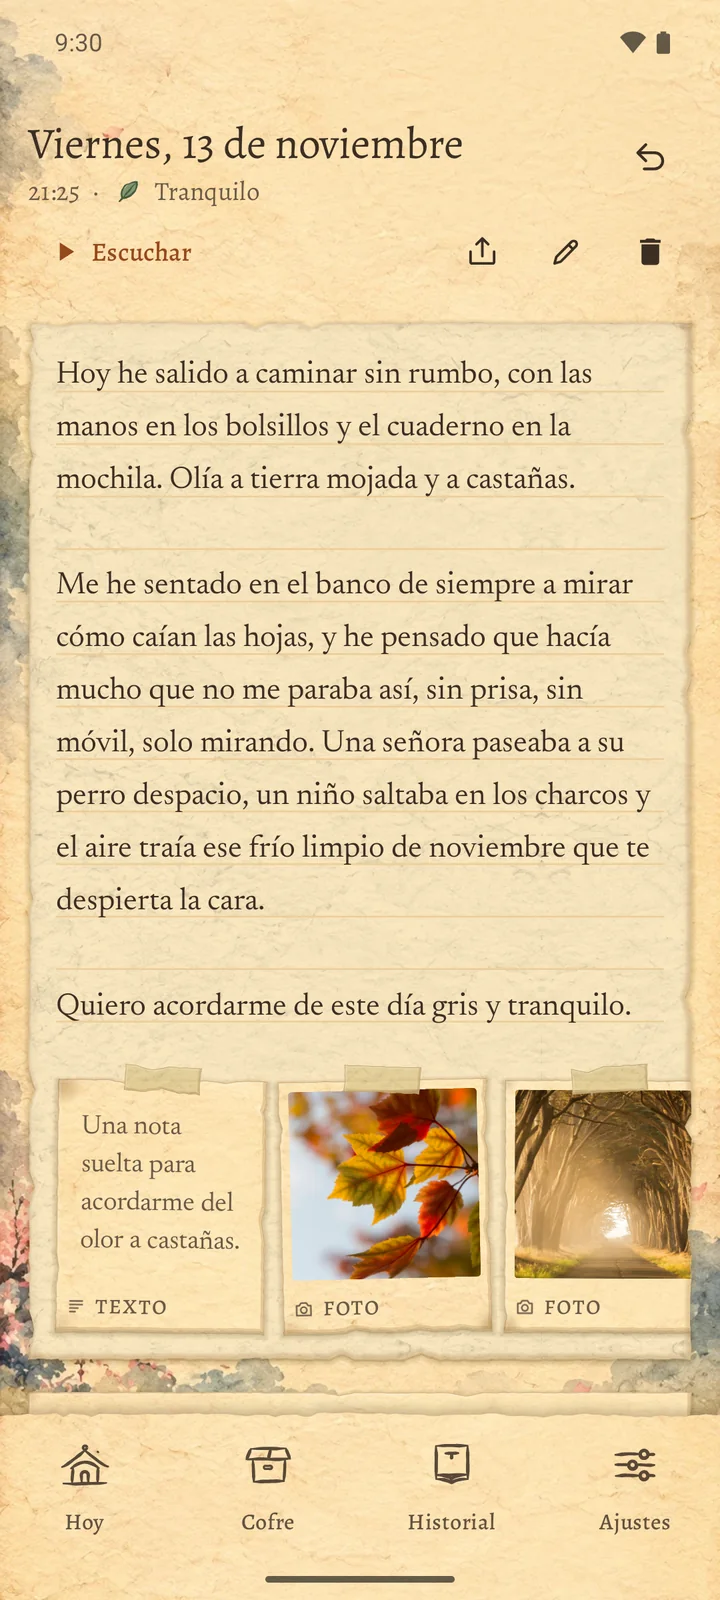 9:30
Viernes, 13 de noviembre
21:25 · Tranquilo
Escuchar
Hoy he salido a caminar sin rumbo, con las
manos en los bolsillos y el cuaderno en la
mochila. Olía a tierra mojada y a castañas.
Me he sentado en el banco de siempre a mirar
cómo caían las hojas, y he pensado que hacía
mucho que no me paraba así, sin prisa, sin
móvil, solo mirando. Una señora paseaba a su
perro despacio, un niño saltaba en los charcos y
el aire traía ese frío limpio de noviembre que te
despierta la cara.
Quiero acordarme de este día gris y tranquilo.
Una nota
suelta para
acordarme del
olor a castañas.
TEXTO
FOTO
FOTO
Hoy
Cofre
Historial
Ajustes